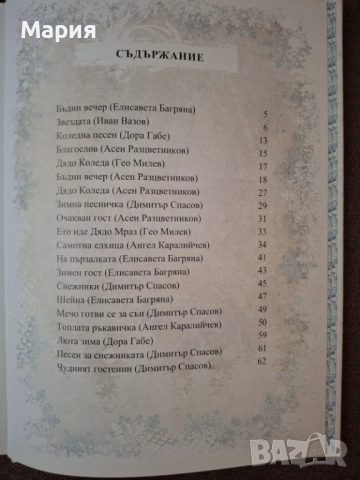 Мария
СЪДЪРЖАНИЕ
Бъдни вечер (Елисавета Багряна) 5
Звездата (Иван Вазов) 6
Коледна песен (Дора Габе) 13
Благослов (Асен Разцветников) 15
Дядо Коледа (Гео Милев) 17
Бъдни вечер (Асен Разцветников) 18
Дядо Коледа (Асен Разцветников) 27
Зимна песничка (Димитър Спасов) 29
Очакван гост (Асен Разцветников) 31
Ето иде Дядо Мраз (Гео Милев) 33
Самотна елхица (Ангел Каралийчев) 34
На пързалката (Елисавета Багряна) 41
Зимен гост (Елисавета Багряна) 43
Снежинки (Димитър Спасов) 45
Шейна (Елисавета Багряна) 47
Мечо готви се за сън (Димитър Спасов) 49
Топлата ръкавичка (Ангел Каралийчев) 50
Люта зима (Дора Габе) 59
Песен за снежинката (Димитър Спасов) 61
Чудният гостенин (Димитър Спасов). 62
BAZAR